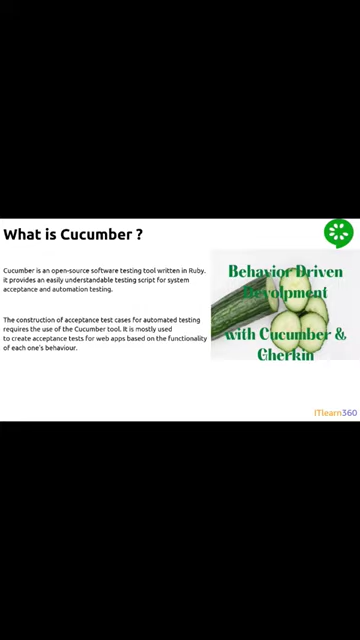 What is Cucumber ?
Cucumber is an open-source software testing tool written in Ruby.
it provides an easily understandable testing script for system
acceptance and automation testing.
The construction of acceptance test cases for automated testing
requires the use of the Cucumber tool. It is mostly used
to create acceptance tests for web apps based on the functionality
of each one's behaviour.
Behavior Driven
Devolpment
with Cucumber &
Gherkin
ITlearn360